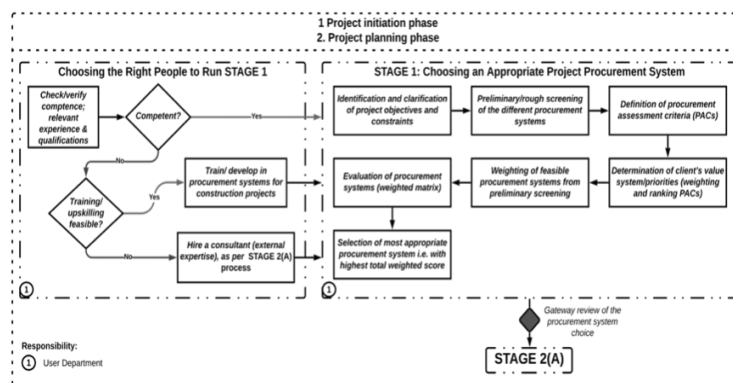 1 Project initiation phase
2. Project planning phase
Choosing the Right People to Run STAGE 1
Check/verify
comptence;
relevant
experience &
qualifications
Competent?
Yes
No
Training/
upskilling
feasible?
Yes
Train/ develop in
procurement systems for
construction projects
No
Hire a consultant (external
expertise), as per STAGE 2(A)
process
1
STAGE 1: Choosing an Appropriate Project Procurement System
Identification and clarification
of project objectives and
constraints
Preliminary/rough screening
of the different procurement
systems
Definition of procurement
assessment criteria (PACs)
Evaluation of procurement
systems (weighted matrix)
Weighting of feasible
procurement systems from
preliminary screening
Determination of client's value
system/priorities (weighting
and ranking PACs)
Selection of most appropriate
procurement system i.e. with
highest total weighted score
1
Gateway review of the
procurement system
choice
STAGE 2(A)
Responsibility:
1 User Department